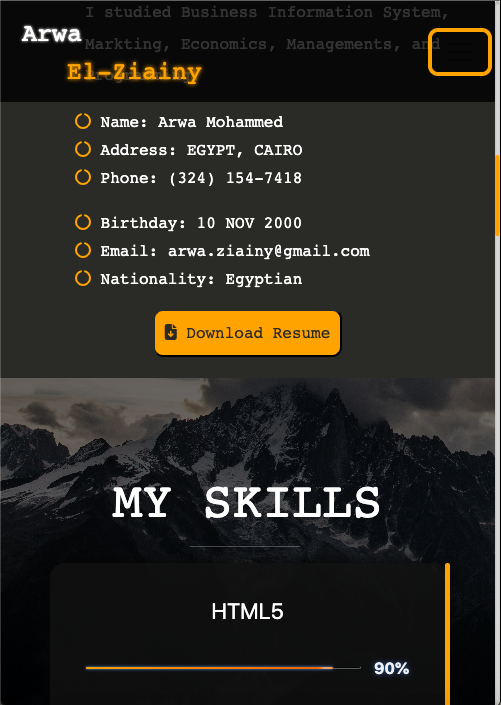 I studied Business Information System,
Markting, Economics, Managements, and
Arwa
El-Ziainy
Name: Arwa Mohammed
Address: EGYPT, CAIRO
Phone: (324) 154-7418
Birthday: 10 NOV 2000
Email: arwa.ziainy@gmail.com
Nationality: Egyptian
Download Resume
MY SKILLS
HTML5
90%